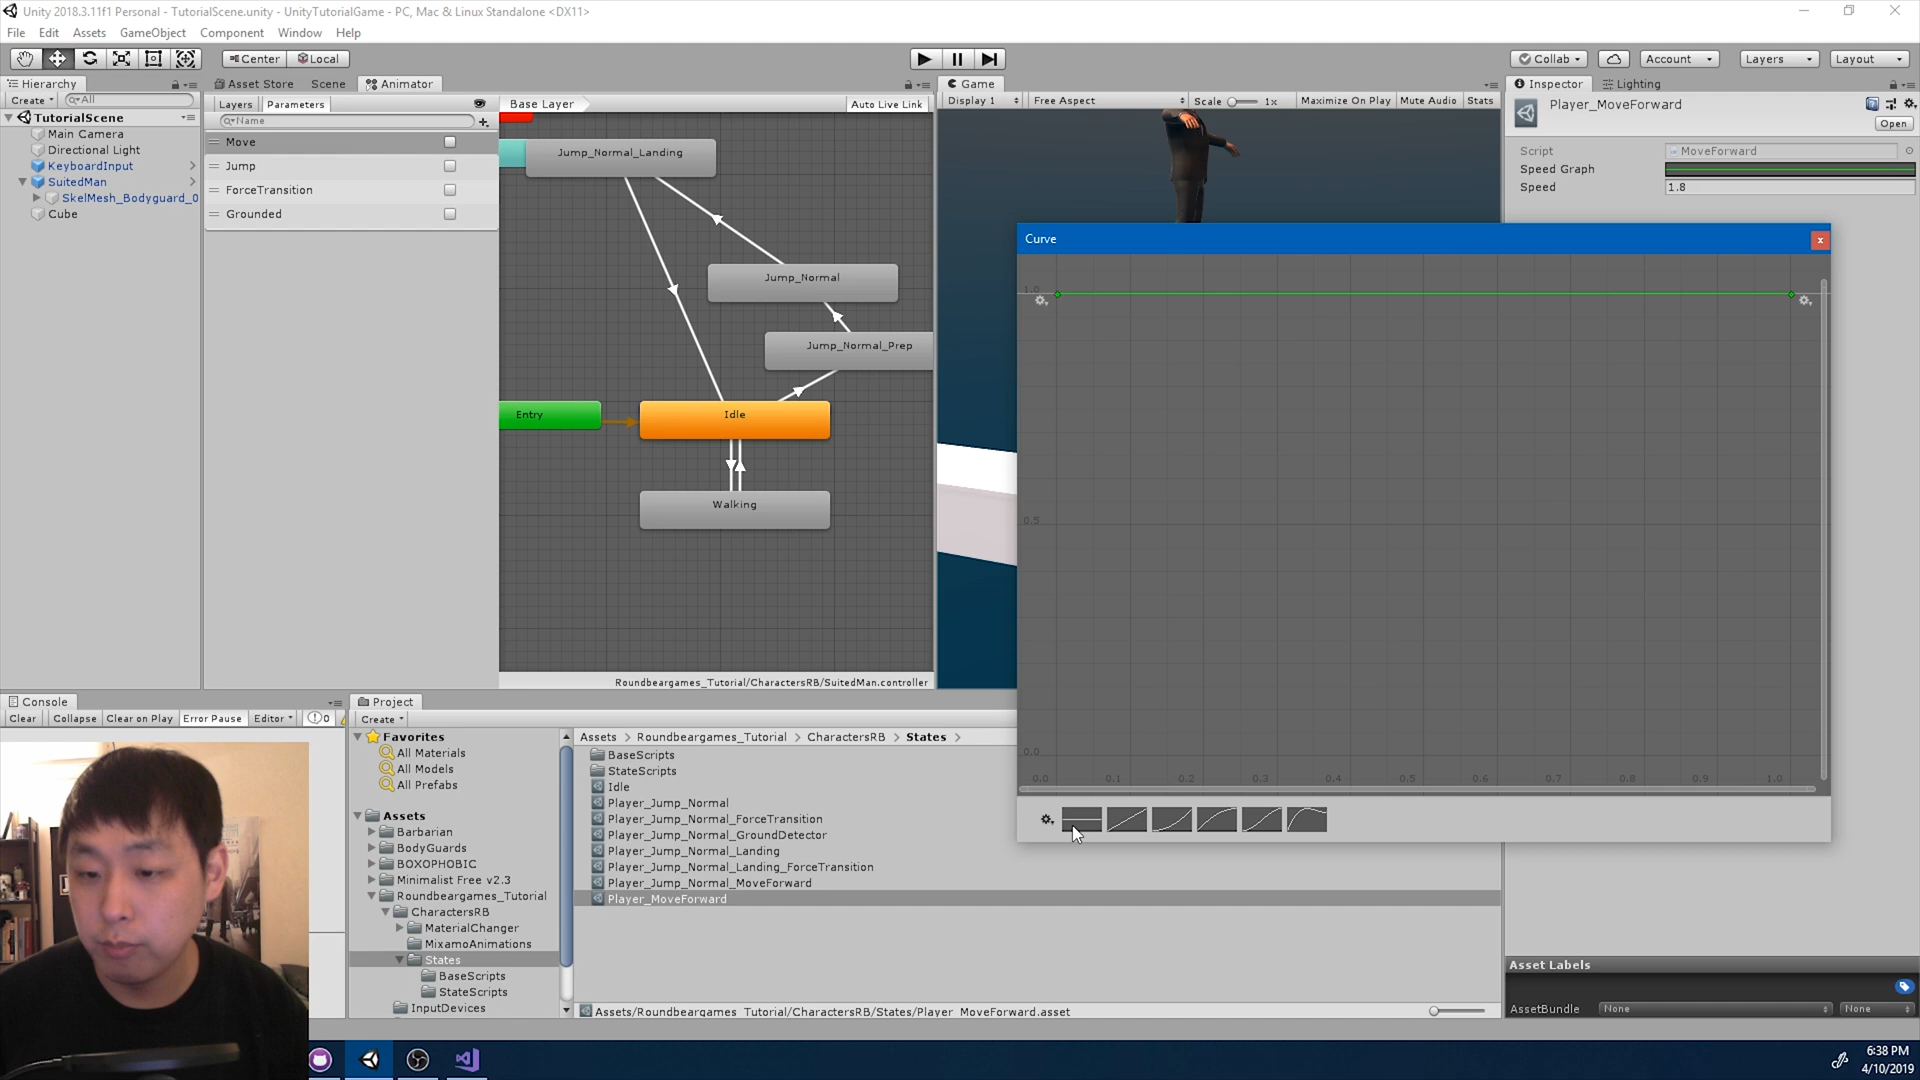 Unity 2018.3.11f1 Personal - TutorialScene.unity - UnityTutorialGame - PC, Mac & Linux Standalone <DX11>
File Edit Assets GameObject Component Window Help
Center Local
Collab Account Layers Layout
Hierarchy
Create All
TutorialScene
Main Camera
Directional Light
KeyboardInput
SuitedMan
SkelMesh_Bodyguard_0
Cube
Asset Store Scene Animator
Layers Parameters
Name
Move
Jump
ForceTransition
Grounded
Base Layer Auto Live Link
Jump_Normal_Landing
Jump_Normal
Jump_Normal_Prep
Entry
Idle
Walking
Roundbeargames_Tutorial/CharactersRB/SuitedMan.controller
Game
Display 1 Free Aspect Scale 1x Maximize On Play Mute Audio Stats
Inspector Lighting
Player_MoveForward
Open
Script MoveForward
Speed Graph
Speed 1.8
Curve
x
1.0
0.5
0.0
0.0 0.1 0.2 0.3 0.4 0.5 0.6 0.7 0.8 0.9 1.0
Console
Clear Collapse Clear on Play Error Pause Editor 0
Project
Create
Favorites
All Materials
All Models
All Prefabs
Assets
Barbarian
BodyGuards
BOXOPHOBIC
Minimalist Free v2.3
Roundbeargames_Tutorial
CharactersRB
MaterialChanger
MixamoAnimations
States
BaseScripts
StateScripts
InputDevices
Assets > Roundbeargames_Tutorial > CharactersRB > States >
BaseScripts
StateScripts
Idle
Player_Jump_Normal
Player_Jump_Normal_ForceTransition
Player_Jump_Normal_GroundDetector
Player_Jump_Normal_Landing
Player_Jump_Normal_Landing_ForceTransition
Player_Jump_Normal_MoveForward
Player_MoveForward
Assets/Roundbeargames_Tutorial/CharactersRB/States/Player_MoveForward.asset
Asset Labels
AssetBundle None None
6:38 PM
4/10/2019